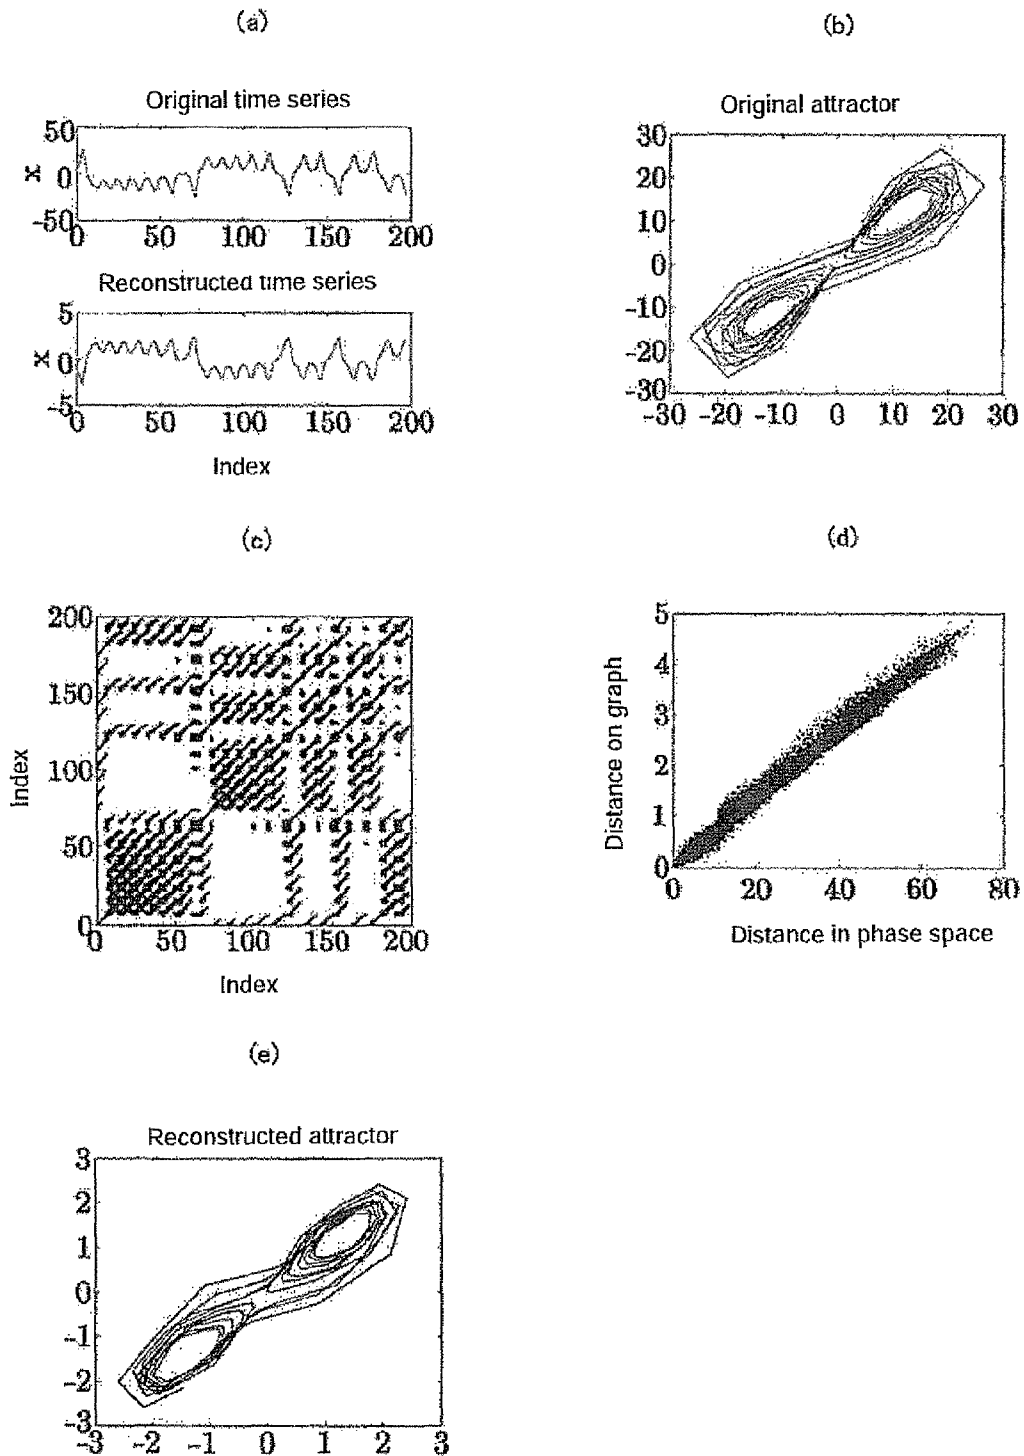 (a)
Original time series
50
x 0
-50
0 50 100 150 200
Reconstructed time series
5
x 0
-5
0 50 100 150 200
Index
(b)
Original attractor
30
20
10
0
-10
-20
-30
-30 -20 -10 0 10 20 30
(c)
200
150
Index
100
50
0
0 50 100 150 200
Index
(d)
5
4
3
Distance on graph
2
1
0
0 20 40 60 80
Distance in phase space
(e)
Reconstructed attractor
3
2
1
0
-1
-2
-3
-3 -2 -1 0 1 2 3